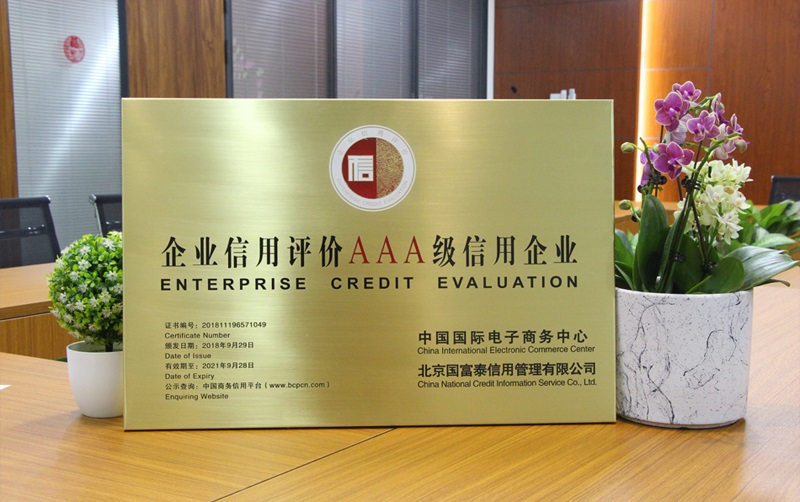 信
企业信用评价AAA级信用企业
ENTERPRISE CREDIT EVALUATION
证书编号：201811196571049
Certificate Number
颁发日期：2018年9月29日
Date of Issue
有效期至：2021年9月28日
Date of Expiry
公示查询：中国商务信用平台（www.bcpcn.com）
Enquiring Website
中国国际电子商务中心
China International Electronic Commerce Center
北京国富泰信用管理有限公司
China National Credit Information Service Co., Ltd.